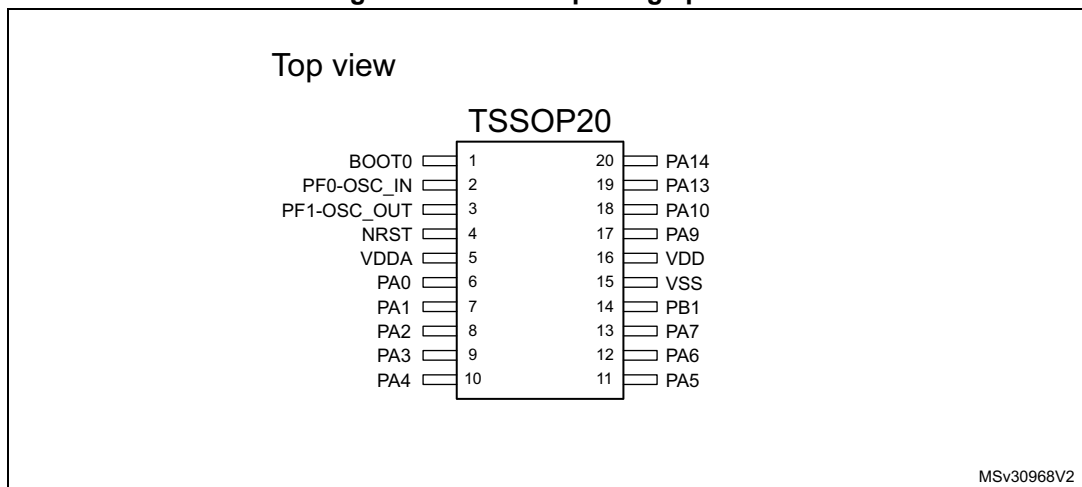 Top view
TSSOP20
BOOT0 1 20 PA14
PF0-OSC_IN 2 19 PA13
PF1-OSC_OUT 3 18 PA10
NRST 4 17 PA9
VDDA 5 16 VDD
PA0 6 15 VSS
PA1 7 14 PB1
PA2 8 13 PA7
PA3 9 12 PA6
PA4 10 11 PA5
MSv30968V2